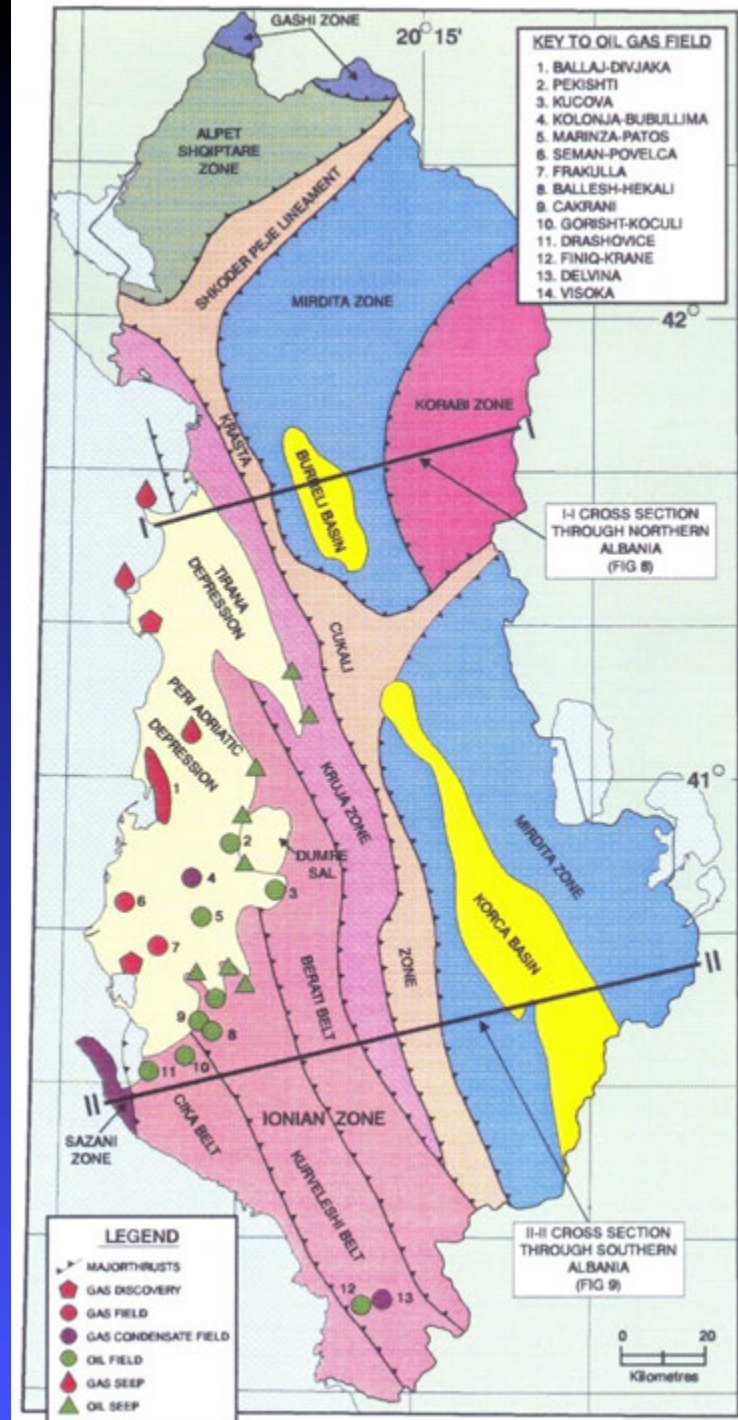 GASHI ZONE
20° 15'
KEY TO OIL GAS FIELD
1. BALLAJ-DIVJAKA
2. PEKISHTI
3. KUCOVA
4. KOLONJA-BUBULLIMA
5. MARINZA-PATOS
6. SEMAN-POVELCA
7. FRAKULLA
8. BALLESH-HEKALI
9. CAKRANI
10. GORISHT-KOCULI
11. DRASHOVICE
12. FINIQ-KRANE
13. DELVINA
14. VISOKA
ALPET
SHQIPTARE
ZONE
SHKODER PEJE LINEAMENT
MIRDITA ZONE
42°
KORABI ZONE
I
KRASTA
BURRELI BASIN
I
I-I CROSS SECTION
THROUGH NORTHERN
ALBANIA
(FIG 8)
TIRANA
DEPRESSION
CUKALI
PERI ADRIATIC
DEPRESSION
41°
1
KRUJA ZONE
MIRDITA ZONE
2
DUMRE
SAL
4
3
6
5
KORCA BASIN
7
ZONE
BERATI BELT
II
9
8
10
11
II
IONIAN ZONE
CIKA BELT
SAZANI
ZONE
KURVELESHI BELT
LEGEND
MAJORTHRUSTS
GAS DISCOVERY
GAS FIELD
GAS CONDENSATE FIELD
OIL FIELD
GAS SEEP
OIL SEEP
12
13
II-II CROSS SECTION
THROUGH SOUTHERN
ALBANIA
(FIG 9)
0 20
Kilometres